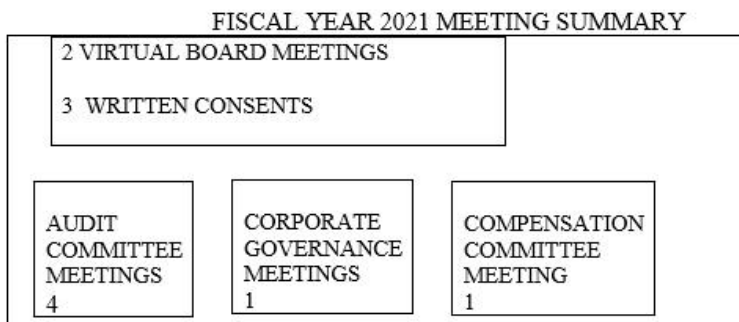 FISCAL YEAR 2021 MEETING SUMMARY
2 VIRTUAL BOARD MEETINGS
3 WRITTEN CONSENTS
AUDIT
COMMITTEE
MEETINGS
4
CORPORATE
GOVERNANCE
MEETINGS
1
COMPENSATION
COMMITTEE
MEETING
1